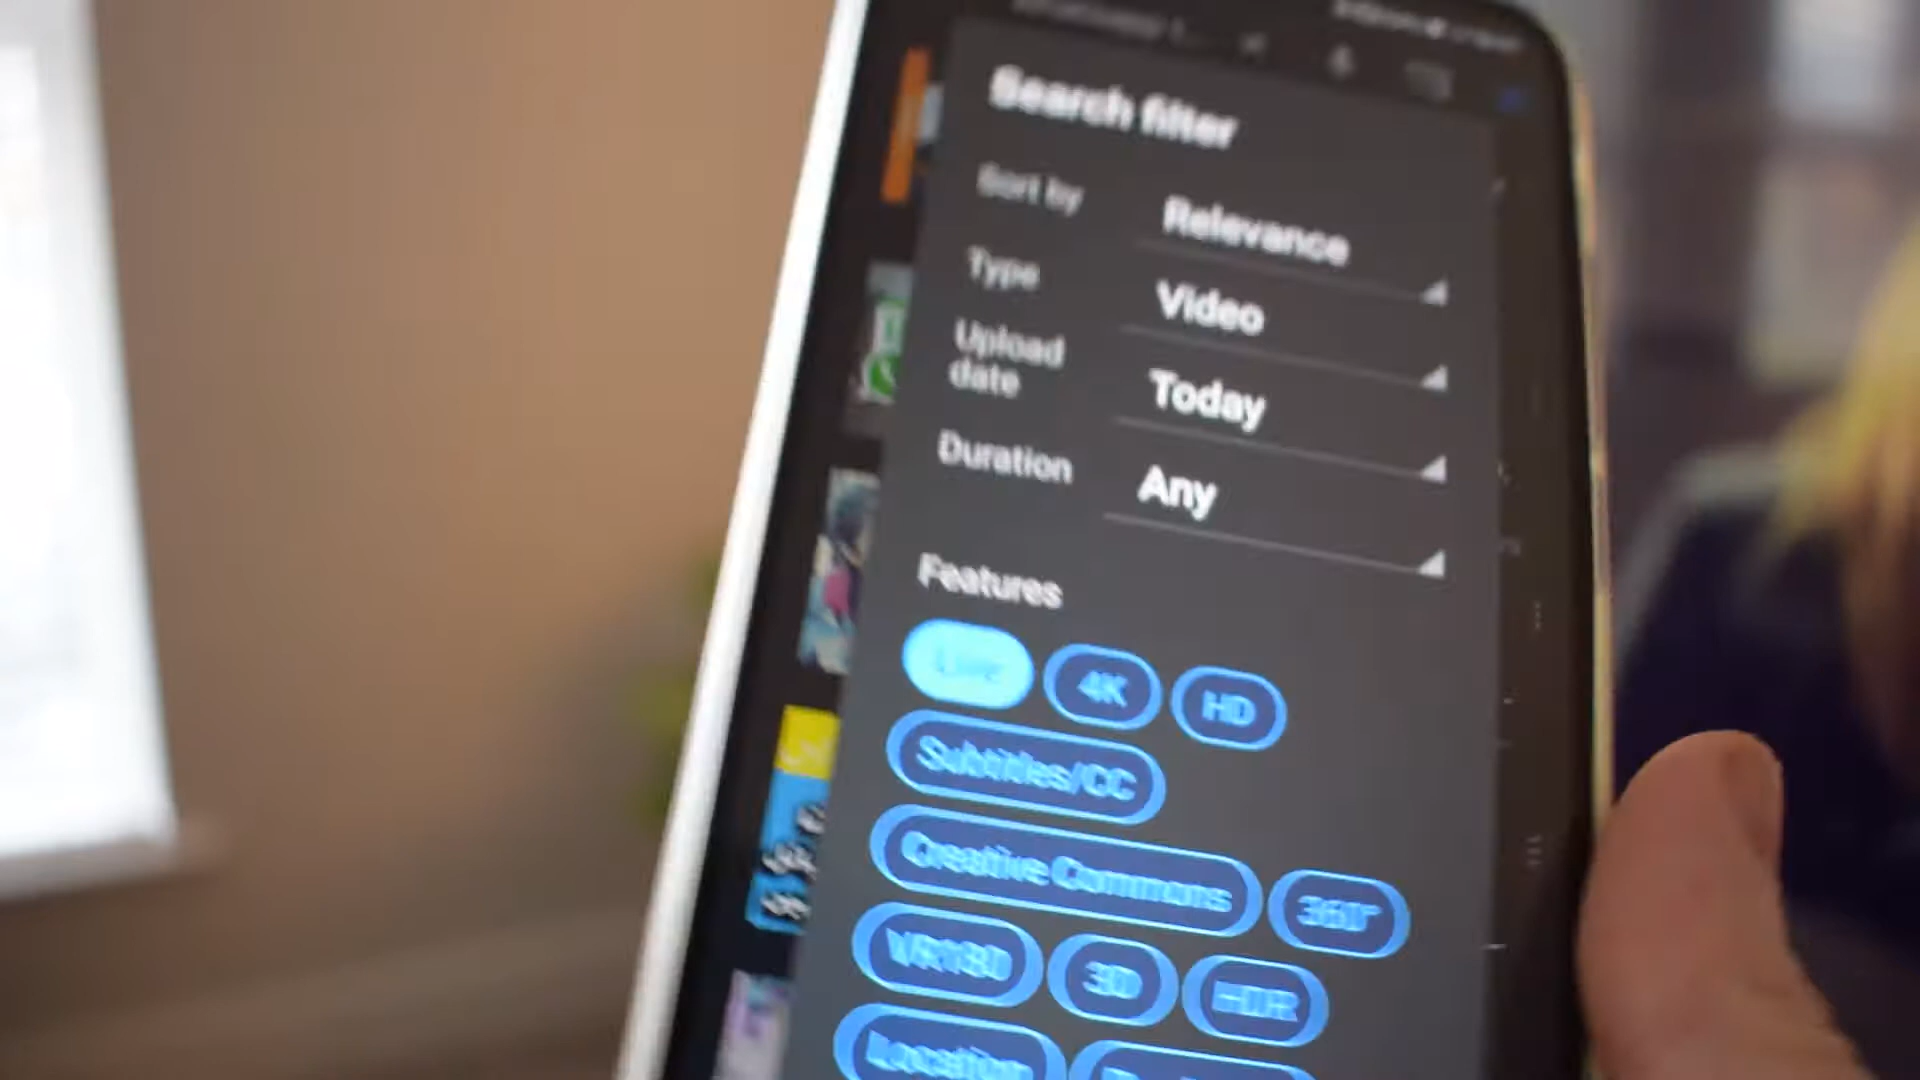 Search filter
Sort by
Relevance
Type
Video
Upload
date
Today
Duration
Any
Features
Live
4K
HD
Subtitles/CC
Creative Commons
360°
VR180
3D
HDR
Location